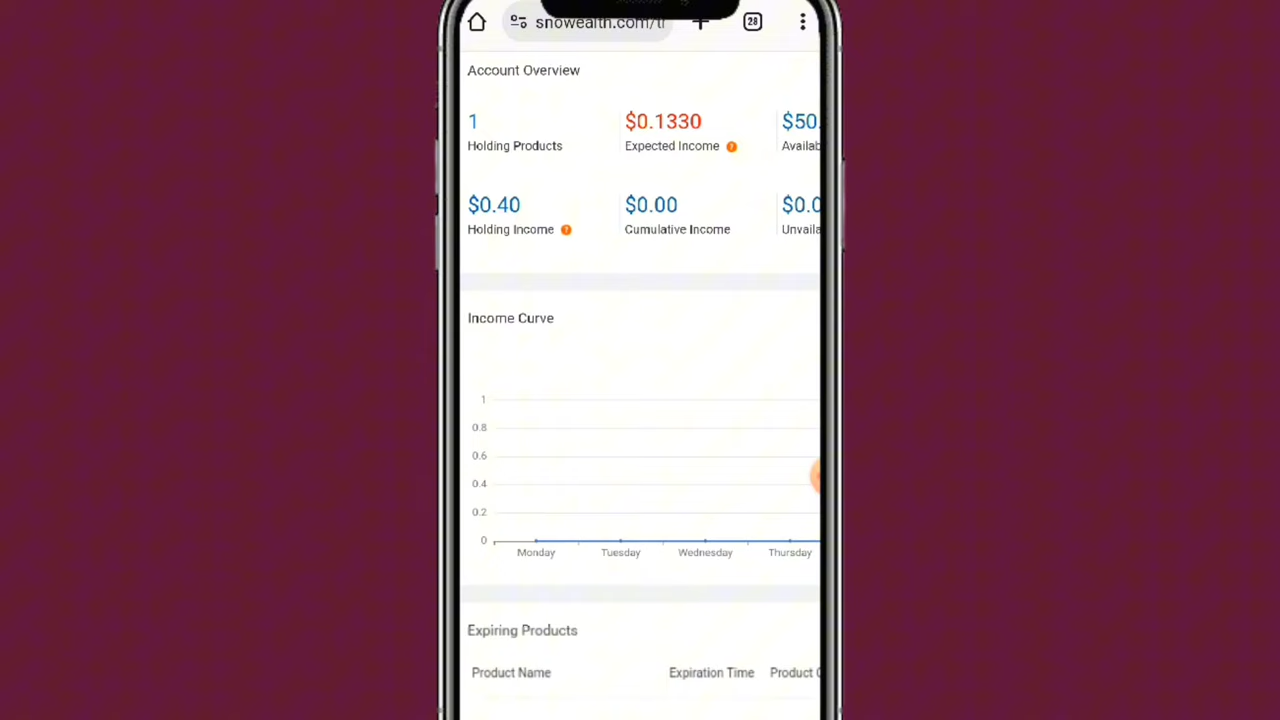 snowealth.com/tr
28
Account Overview
1 $0.1330 $50.
Holding Products Expected Income ? Availab
$0.40 $0.00 $0.0
Holding Income ? Cumulative Income Unvaila
Income Curve
1
0.8
0.6
0.4
0.2
0
Monday Tuesday Wednesday Thursday
Expiring Products
Product Name Expiration Time Product